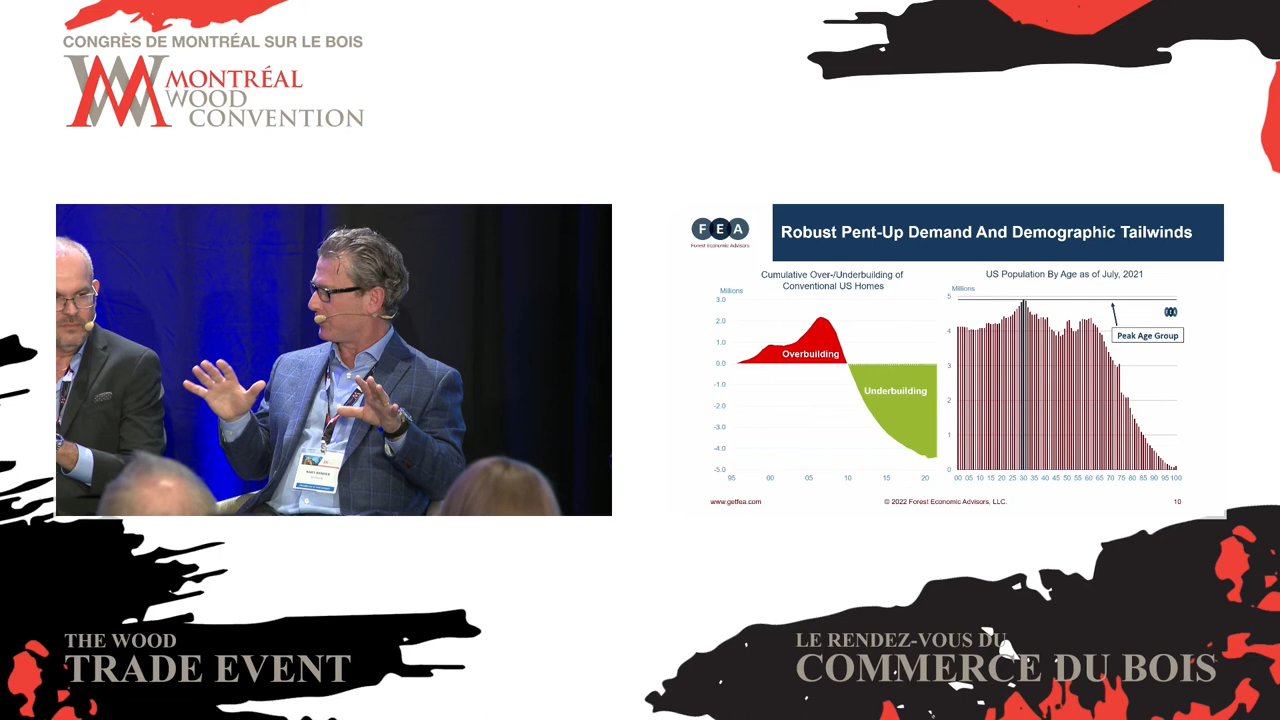 CONGRÈS DE MONTRÉAL SUR LE BOIS
MONTRÉAL
WOOD
CONVENTION
FEA
Forest Economic Advisors
Robust Pent-Up Demand And Demographic Tailwinds
Cumulative Over-/Underbuilding of
Conventional US Homes
Millions
3.0
2.0
1.0
0.0
-1.0
-2.0
-3.0
-4.0
-5.0
Overbuilding
Underbuilding
95 00 05 10 15 20
US Population By Age as of July, 2021
Millions
5
4
3
2
1
0
Peak Age Group
00 05 10 15 20 25 30 35 40 45 50 55 60 65 70 75 80 85 90 95 100
www.getfea.com
© 2022 Forest Economic Advisors, LLC.
10
THE WOOD
TRADE EVENT
LE RENDEZ-VOUS DU
COMMERCE DU BOIS